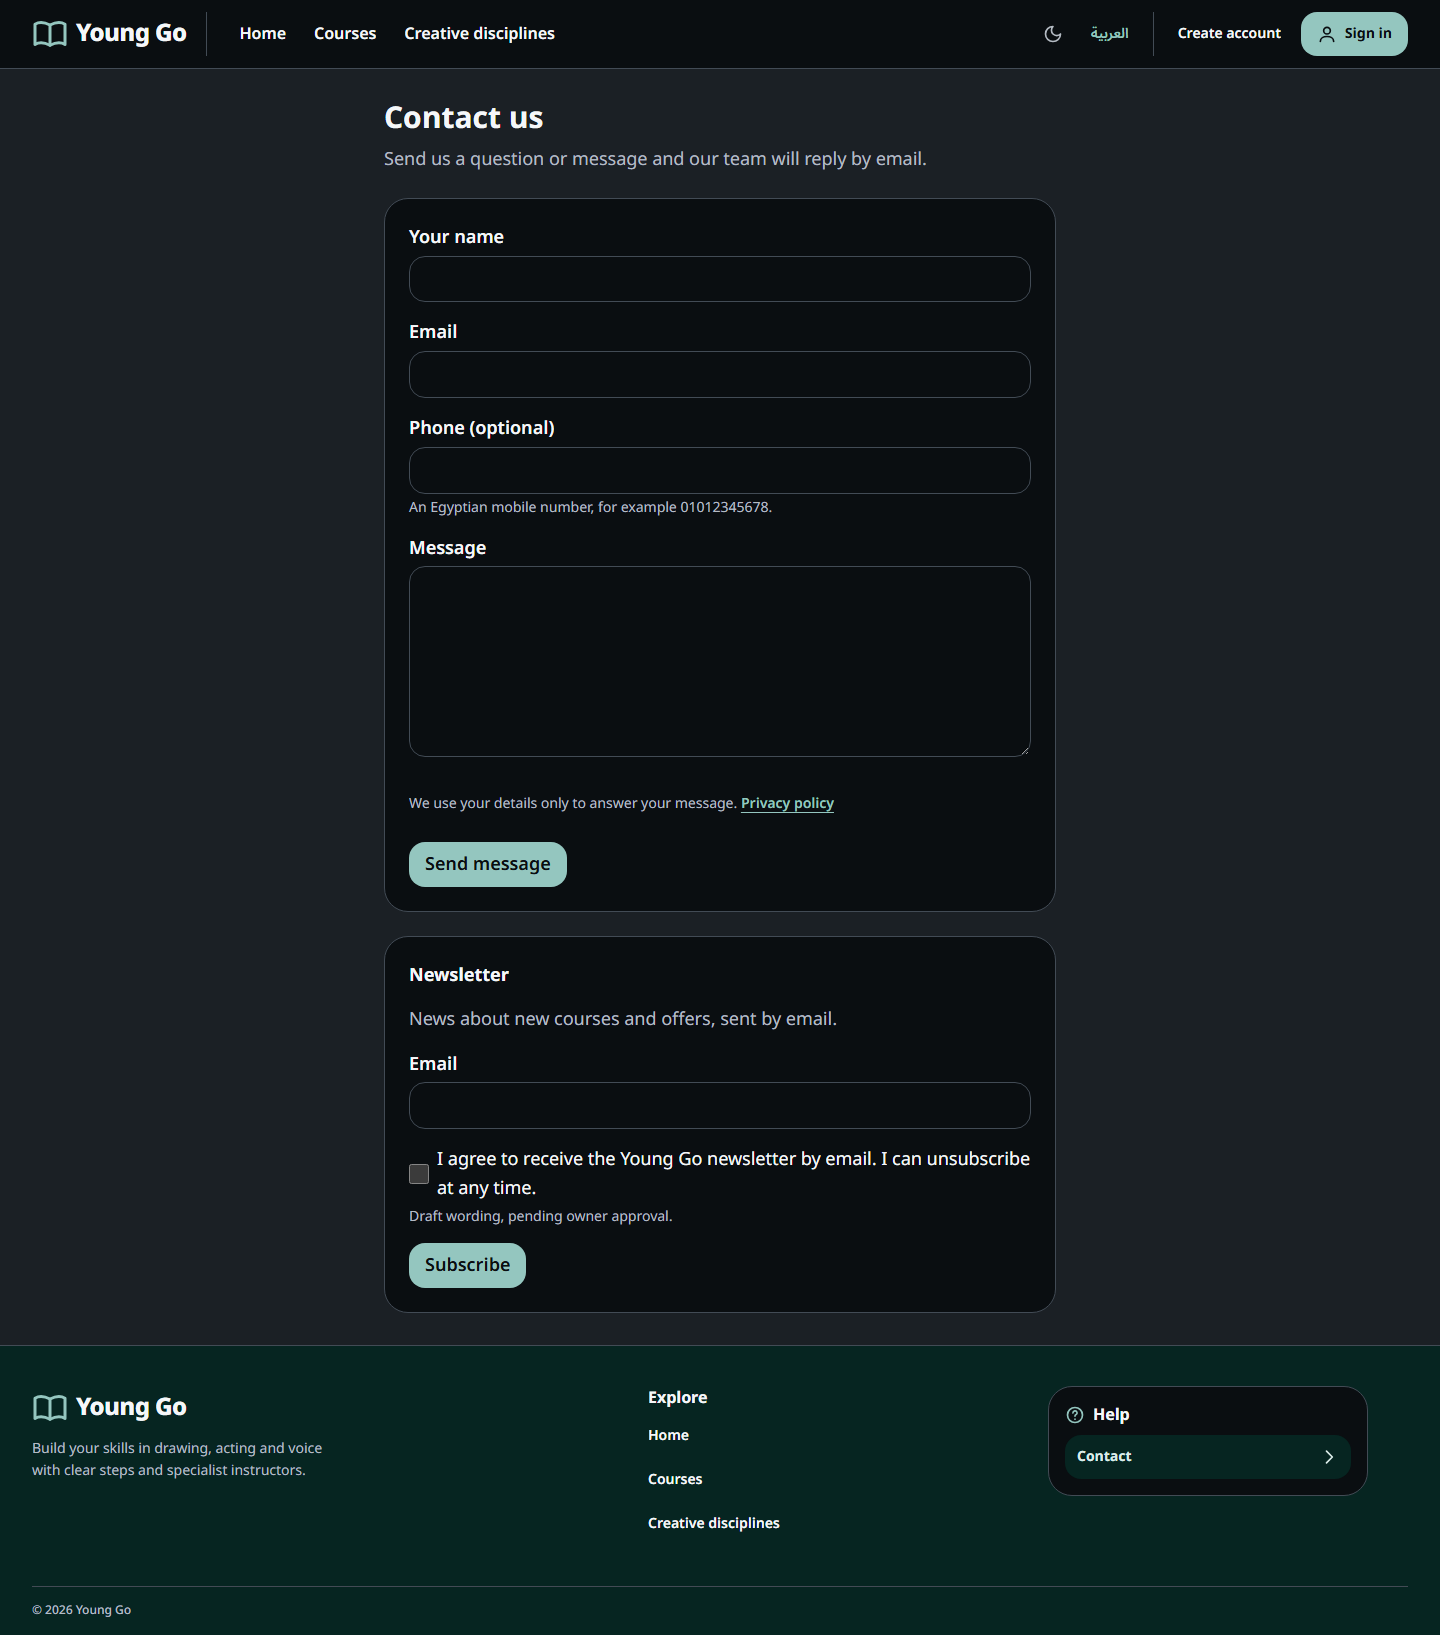 Young Go
Home
Courses
Creative disciplines
العربية
Create account
Sign in
Contact us
Send us a question or message and our team will reply by email.
Your name
Email
Phone (optional)
An Egyptian mobile number, for example 01012345678.
Message
We use your details only to answer your message. Privacy policy
Send message
Newsletter
News about new courses and offers, sent by email.
Email
I agree to receive the Young Go newsletter by email. I can unsubscribe
at any time.
Draft wording, pending owner approval.
Subscribe
Young Go
Build your skills in drawing, acting and voice
with clear steps and specialist instructors.
Explore
Home
Courses
Creative disciplines
Help
Contact
© 2026 Young Go